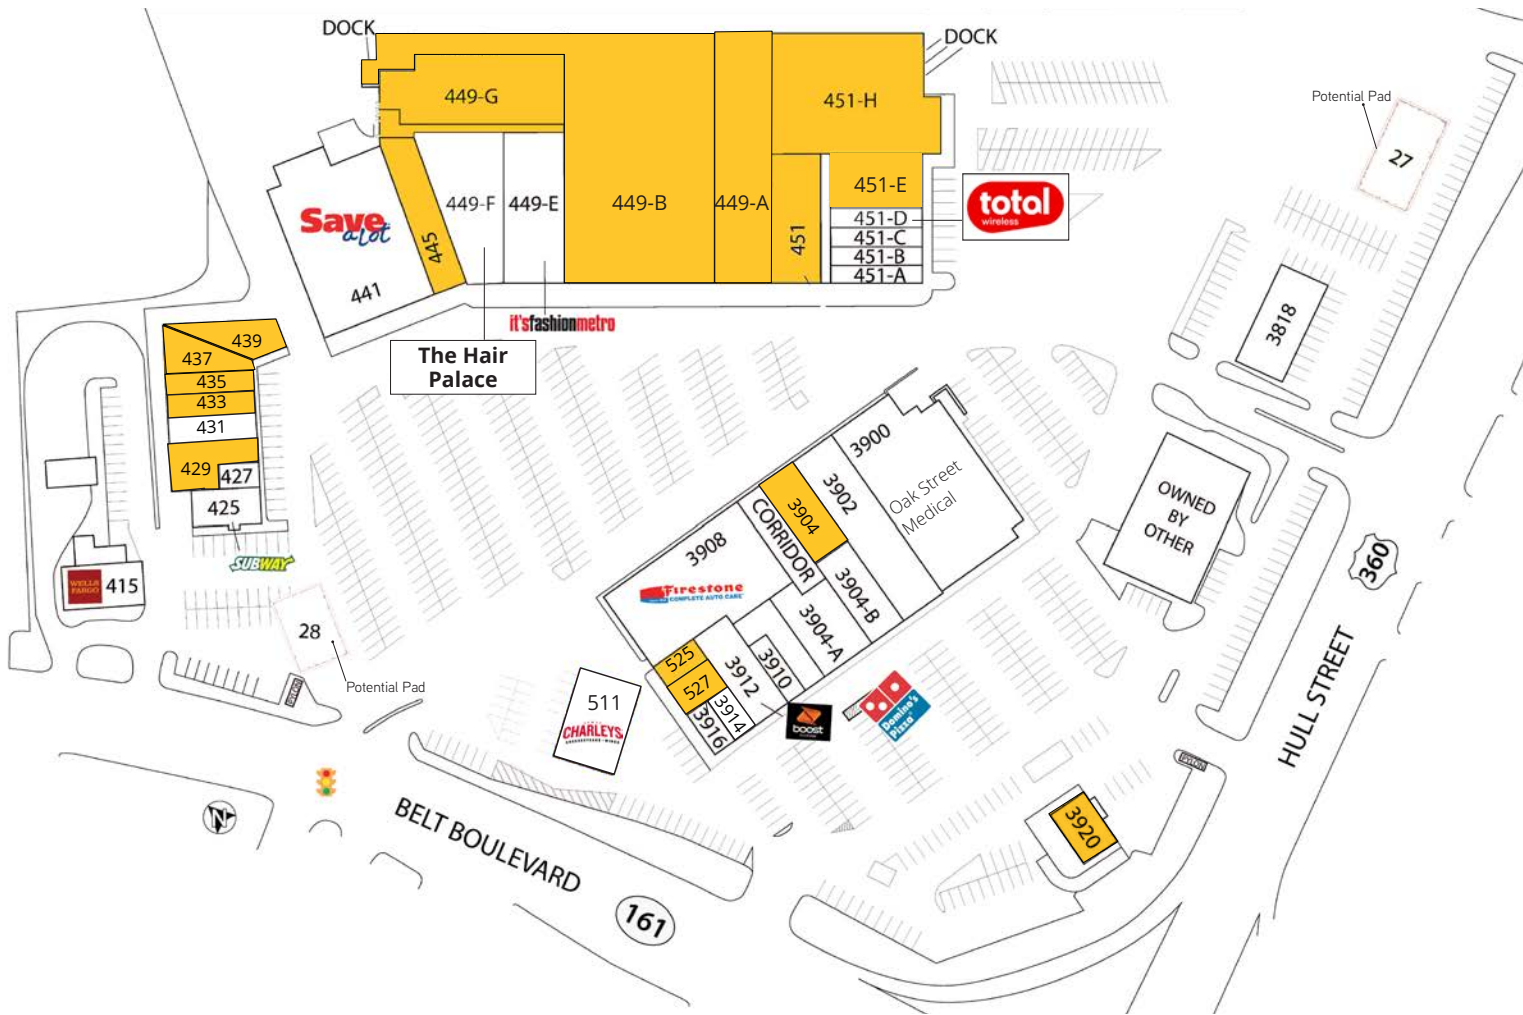 DOCK
DOCK
449-G
451-H
Potential Pad
27
Save
a lot
445
441
449-F
449-E
449-B
449-A
451
451-E
451-D
451-C
451-B
451-A
total
wireless
it'sfashionmetro
The Hair
Palace
3818
439
437
435
433
431
429
427
425
SUBWAY
WELLS
FARGO
415
28
Potential Pad
PYLON
3900
Oak Street
Medical
3902
3904
CORRIDOR
3908
Firestone
COMPLETE AUTO CARE
3904-B
3904-A
3910
3912
525
527
3914
3916
boost
Domino's
Pizza
511
CHARLEYS
OWNED
BY
OTHER
360
HULL STREET
PYLON
3920
N
BELT BOULEVARD
161